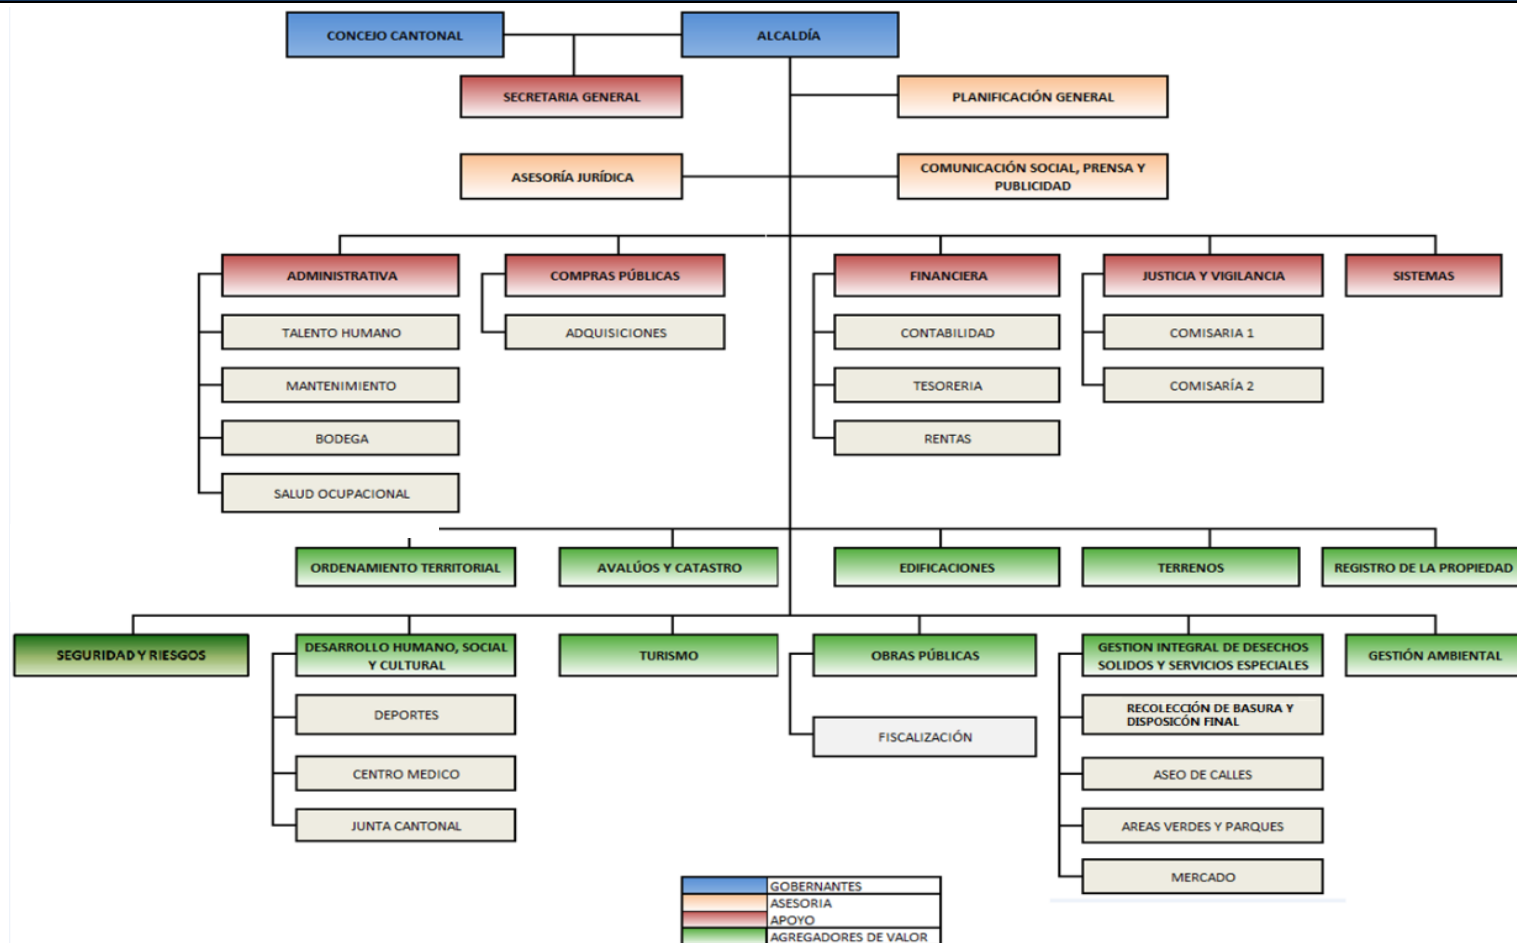 CONCEJO CANTONAL
ALCALDÍA
SECRETARIA GENERAL
PLANIFICACIÓN GENERAL
ASESORÍA JURÍDICA
COMUNICACIÓN SOCIAL, PRENSA Y
PUBLICIDAD
ADMINISTRATIVA
COMPRAS PÚBLICAS
FINANCIERA
JUSTICIA Y VIGILANCIA
SISTEMAS
TALENTO HUMANO
ADQUISICIONES
CONTABILIDAD
COMISARIA 1
MANTENIMIENTO
TESORERIA
COMISARÍA 2
BODEGA
RENTAS
SALUD OCUPACIONAL
ORDENAMIENTO TERRITORIAL
AVALÚOS Y CATASTRO
EDIFICACIONES
TERRENOS
REGISTRO DE LA PROPIEDAD
SEGURIDAD Y RIESGOS
DESARROLLO HUMANO, SOCIAL
Y CULTURAL
TURISMO
OBRAS PÚBLICAS
GESTION INTEGRAL DE DESECHOS
SOLIDOS Y SERVICIOS ESPECIALES
GESTIÓN AMBIENTAL
DEPORTES
FISCALIZACIÓN
RECOLECCIÓN DE BASURA Y
DISPOSICÓN FINAL
CENTRO MEDICO
ASEO DE CALLES
JUNTA CANTONAL
AREAS VERDES Y PARQUES
MERCADO
GOBERNANTES
ASESORIA
APOYO
AGREGADORES DE VALOR